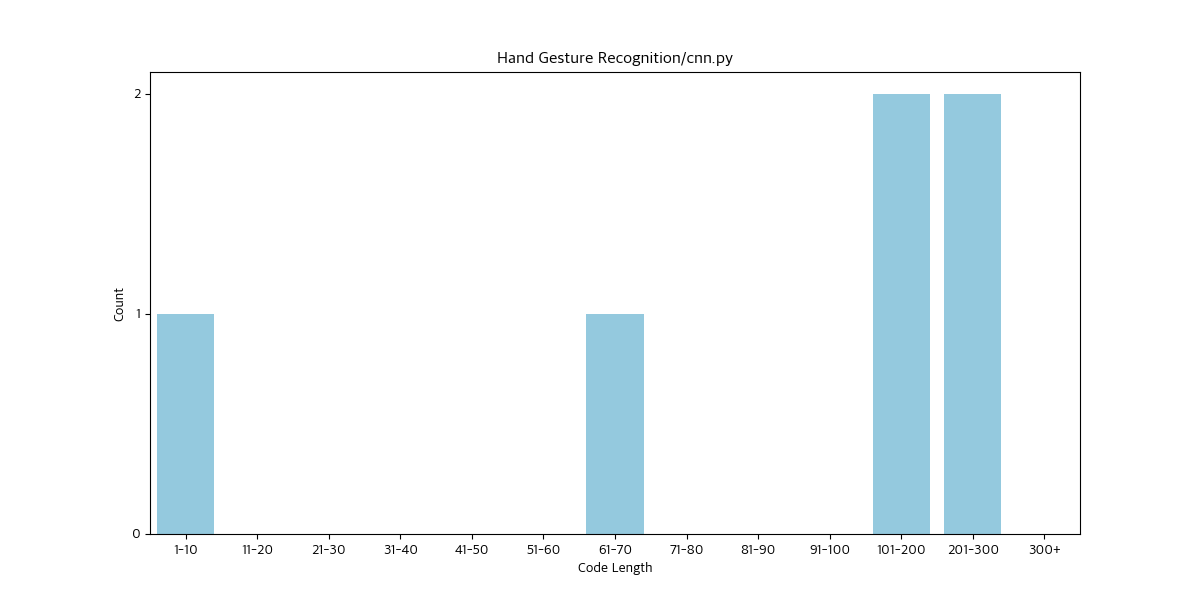 Hand Gesture Recognition/cnn.py
Count
2
1
0
1-10 11-20 21-30 31-40 41-50 51-60 61-70 71-80 81-90 91-100 101-200 201-300 300+
Code Length